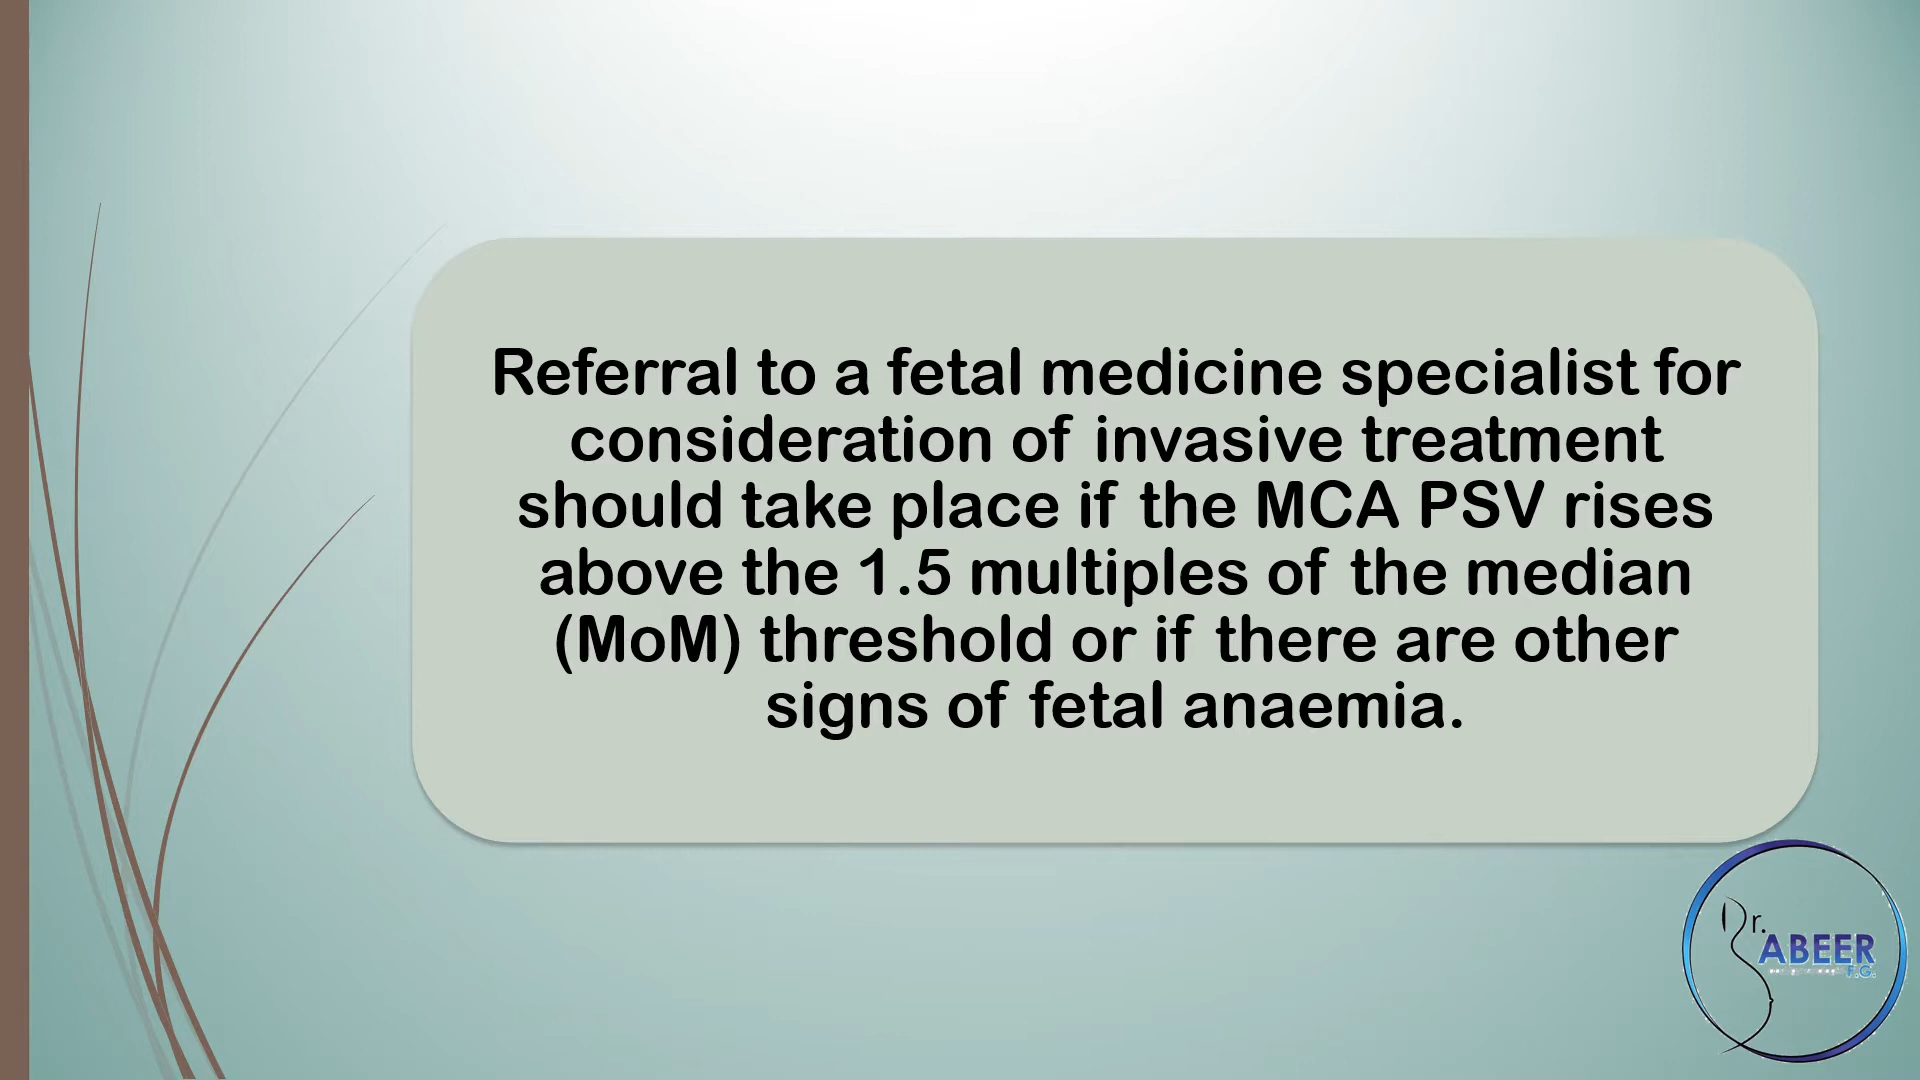 Referral to a fetal medicine specialist for
consideration of invasive treatment
should take place if the MCA PSV rises
above the 1.5 multiples of the median
(MoM) threshold or if there are other
signs of fetal anaemia.
Dr.
ABEER
F.G.